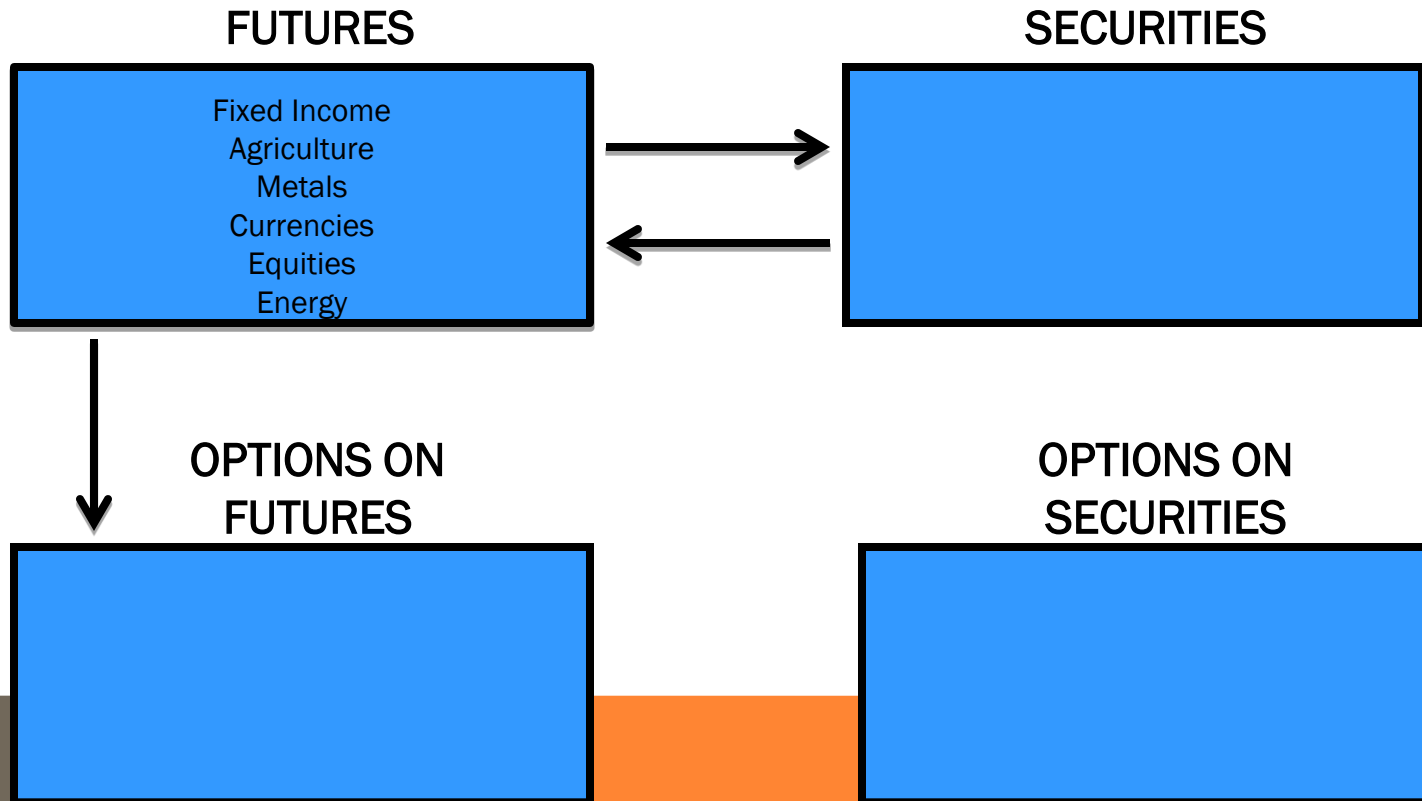 FUTURES
SECURITIES
Fixed Income
Agriculture
Metals
Currencies
Equities
Energy
OPTIONS ON
FUTURES
OPTIONS ON
SECURITIES